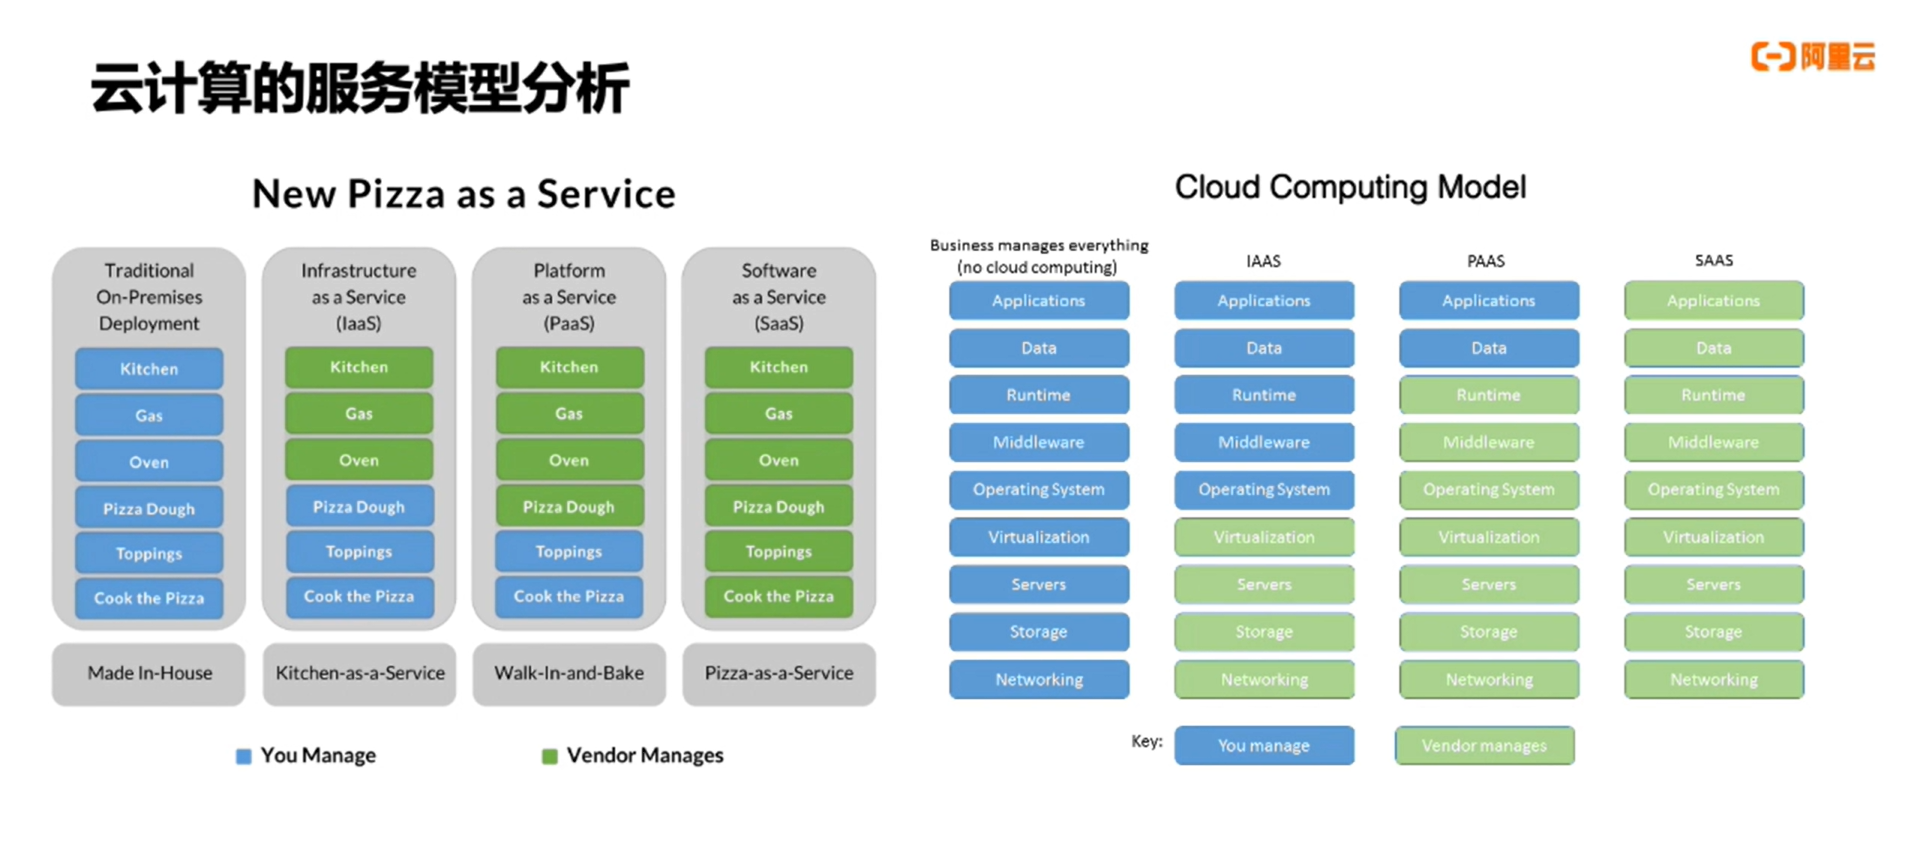 云计算的服务模型分析
阿里云
New Pizza as a Service
Traditional
On-Premises
Deployment
Kitchen
Gas
Oven
Pizza Dough
Toppings
Cook the Pizza
Made In-House
Infrastructure
as a Service
(IaaS)
Kitchen
Gas
Oven
Pizza Dough
Toppings
Cook the Pizza
Kitchen-as-a-Service
Platform
as a Service
(PaaS)
Kitchen
Gas
Oven
Pizza Dough
Toppings
Cook the Pizza
Walk-In-and-Bake
Software
as a Service
(SaaS)
Kitchen
Gas
Oven
Pizza Dough
Toppings
Cook the Pizza
Pizza-as-a-Service
You Manage
Vendor Manages
Cloud Computing Model
Business manages everything
(no cloud computing)
Applications
Data
Runtime
Middleware
Operating System
Virtualization
Servers
Storage
Networking
IAAS
Applications
Data
Runtime
Middleware
Operating System
Virtualization
Servers
Storage
Networking
PAAS
Applications
Data
Runtime
Middleware
Operating System
Virtualization
Servers
Storage
Networking
SAAS
Applications
Data
Runtime
Middleware
Operating System
Virtualization
Servers
Storage
Networking
Key:
You manage
Vendor manages